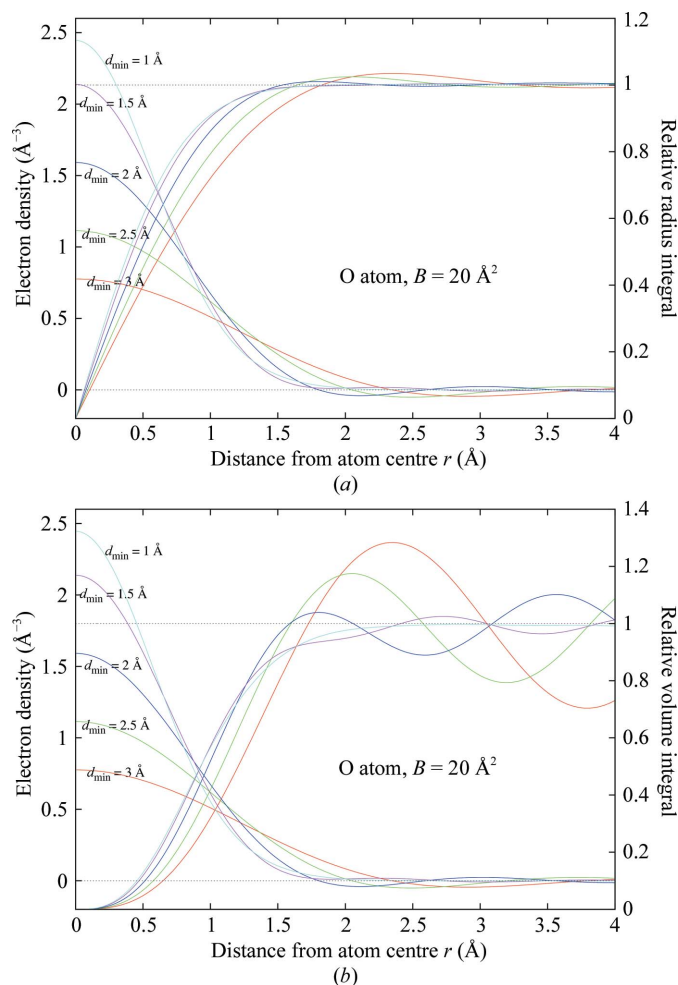 2.5
2
1.5
1
0.5
0
Electron density (Å⁻³)
d_min = 1 Å
d_min = 1.5 Å
d_min = 2 Å
d_min = 2.5 Å
d_min = 3 Å
O atom, B = 20 Å²
1.2
1
0.8
0.6
0.4
0.2
0
Relative radius integral
0 0.5 1 1.5 2 2.5 3 3.5 4
Distance from atom centre r (Å)
(a)
2.5
2
1.5
1
0.5
0
Electron density (Å⁻³)
d_min = 1 Å
d_min = 1.5 Å
d_min = 2 Å
d_min = 2.5 Å
d_min = 3 Å
O atom, B = 20 Å²
1.4
1.2
1
0.8
0.6
0.4
0.2
0
Relative volume integral
0 0.5 1 1.5 2 2.5 3 3.5 4
Distance from atom centre r (Å)
(b)